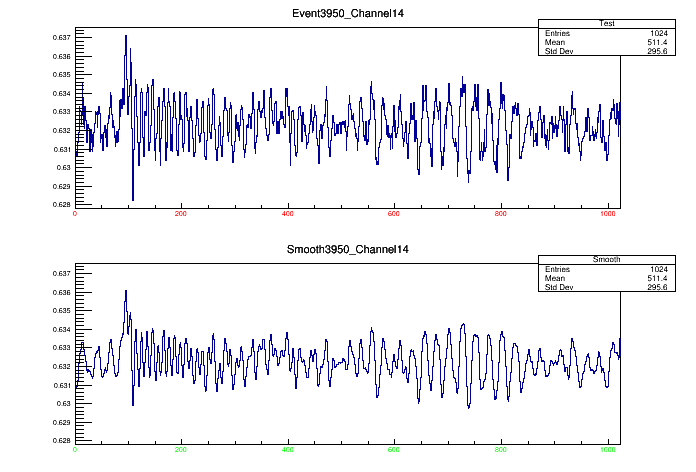 Event3950_Channel14
Test
Entries 1024
Mean 511.4
Std Dev 295.6
0.637
0.636
0.635
0.634
0.633
0.632
0.631
0.63
0.629
0.628
0 200 400 600 800 1000
Smooth3950_Channel14
Smooth
Entries 1024
Mean 511.4
Std Dev 295.6
0.637
0.636
0.635
0.634
0.633
0.632
0.631
0.63
0.629
0.628
0 200 400 600 800 1000